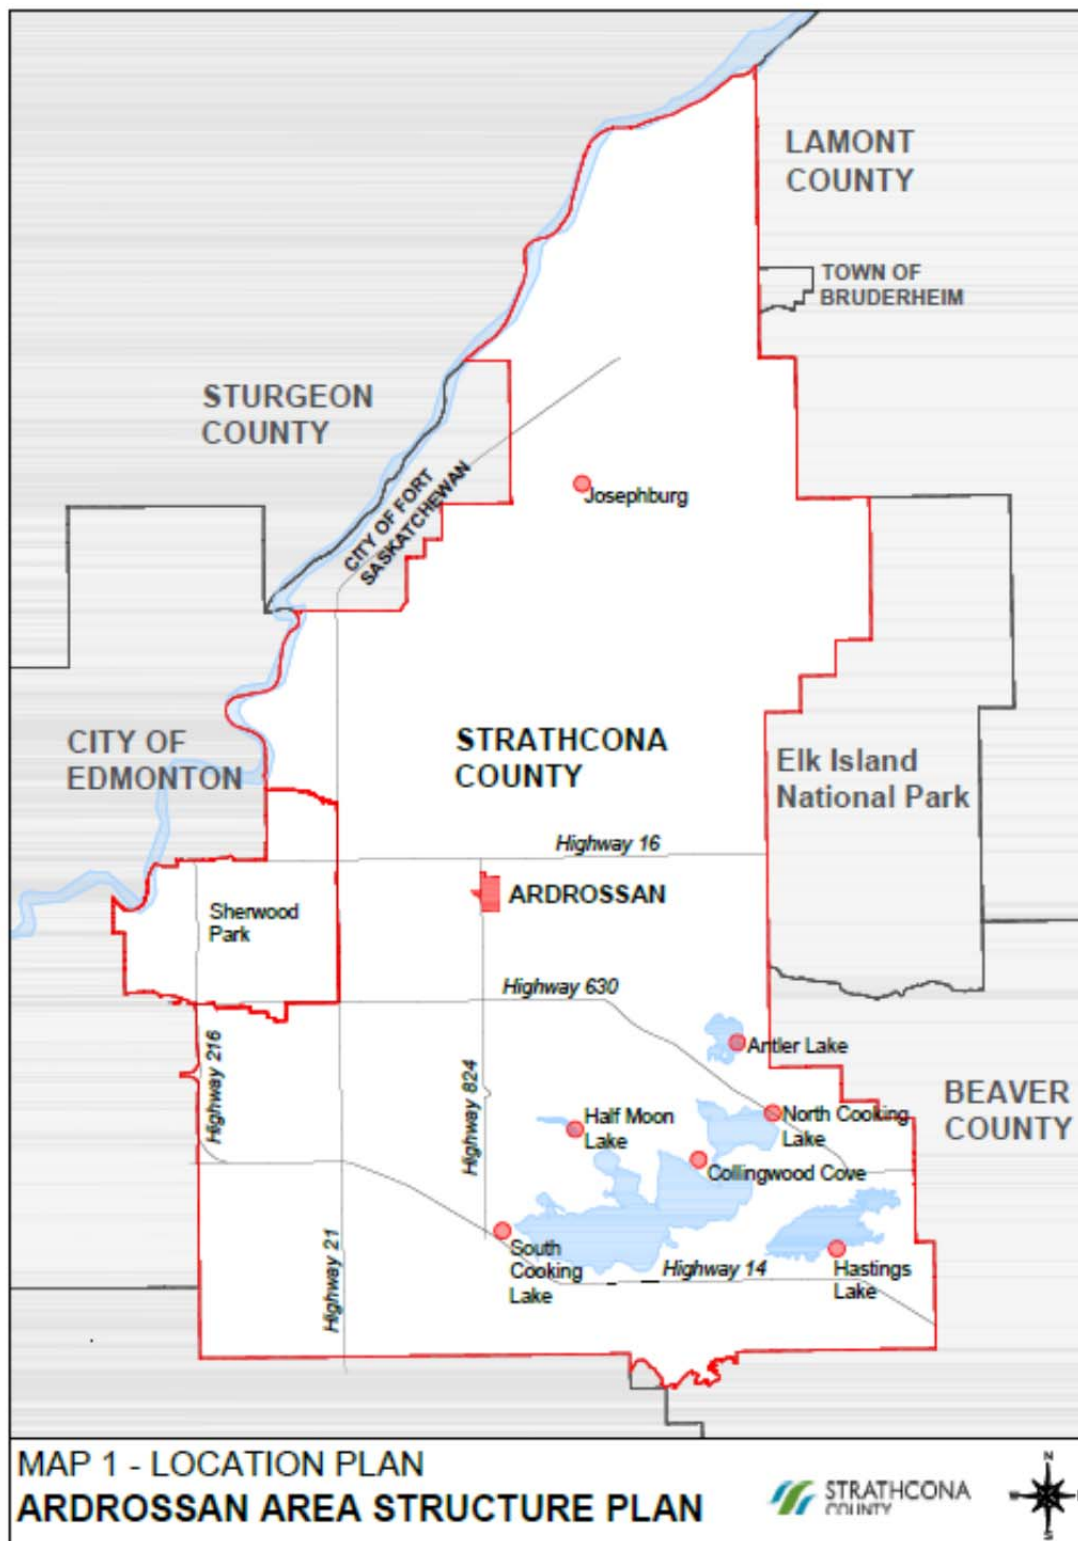 LAMONT
COUNTY
TOWN OF
BRUDERHEIM
STURGEON
COUNTY
CITY OF FORT
SASKATCHEWAN
Josephburg
CITY OF
EDMONTON
STRATHCONA
COUNTY
Elk Island
National Park
Highway 16
ARDROSSAN
Sherwood
Park
Highway 630
Antler Lake
Highway 216
Highway 824
Half Moon
Lake
North Cooking
Lake
BEAVER
COUNTY
Collingwood Cove
Highway 21
South
Cooking
Lake
Highway 14
Hastings
Lake
MAP 1 - LOCATION PLAN
ARDROSSAN AREA STRUCTURE PLAN
STRATHCONA
COUNTY
N
S